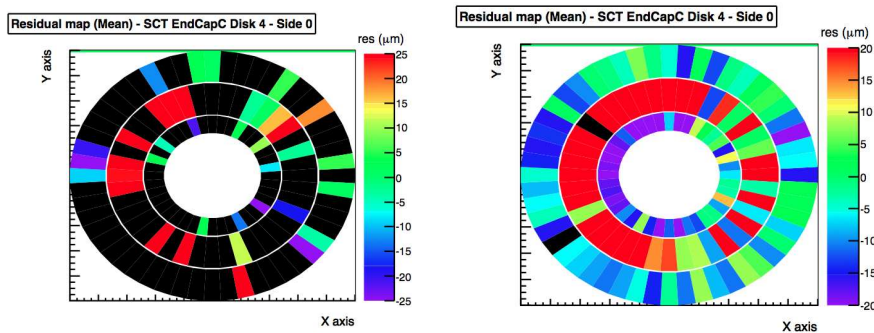 Residual map (Mean) - SCT EndCapC Disk 4 - Side 0
res (μm)
Y axis
25
20
15
10
5
0
-5
-10
-15
-20
-25
X axis
Residual map (Mean) - SCT EndCapC Disk 4 - Side 0
res (μm)
Y axis
20
15
10
5
0
-5
-10
-15
-20
X axis